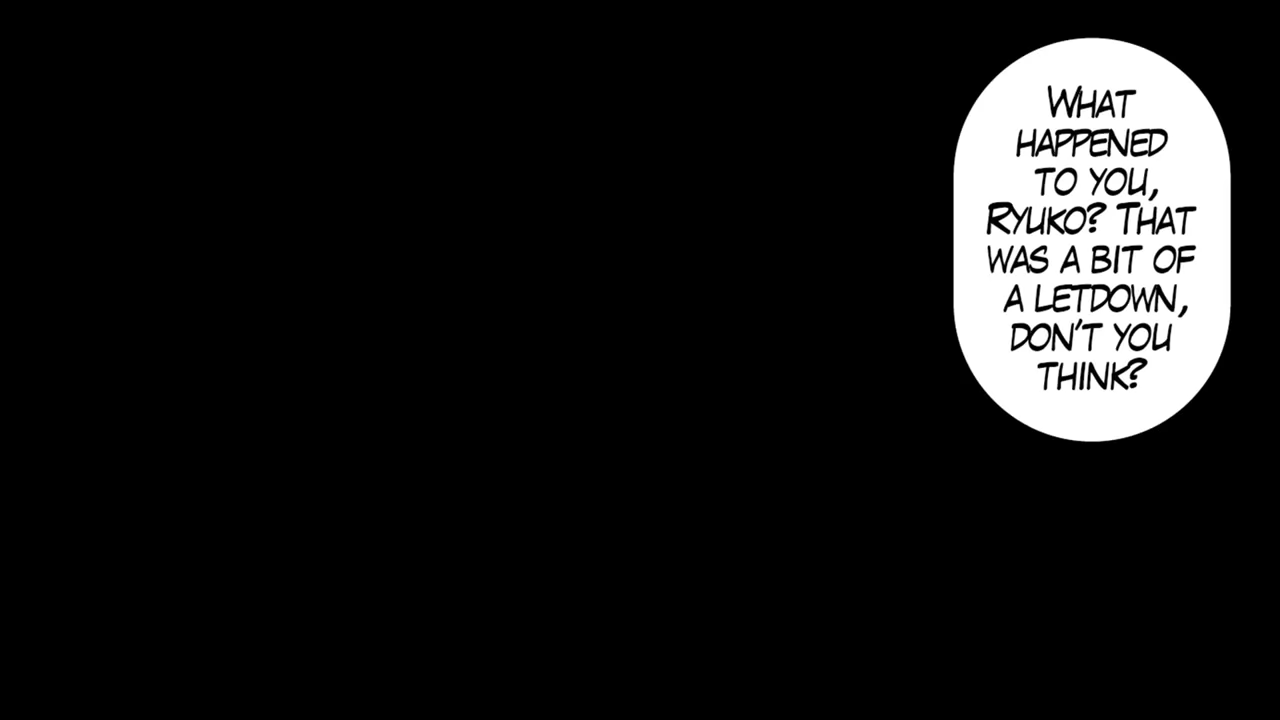 WHAT
HAPPENED
TO YOU,
RYUKO? THAT
WAS A BIT OF
A LETDOWN,
DON'T YOU
THINK?